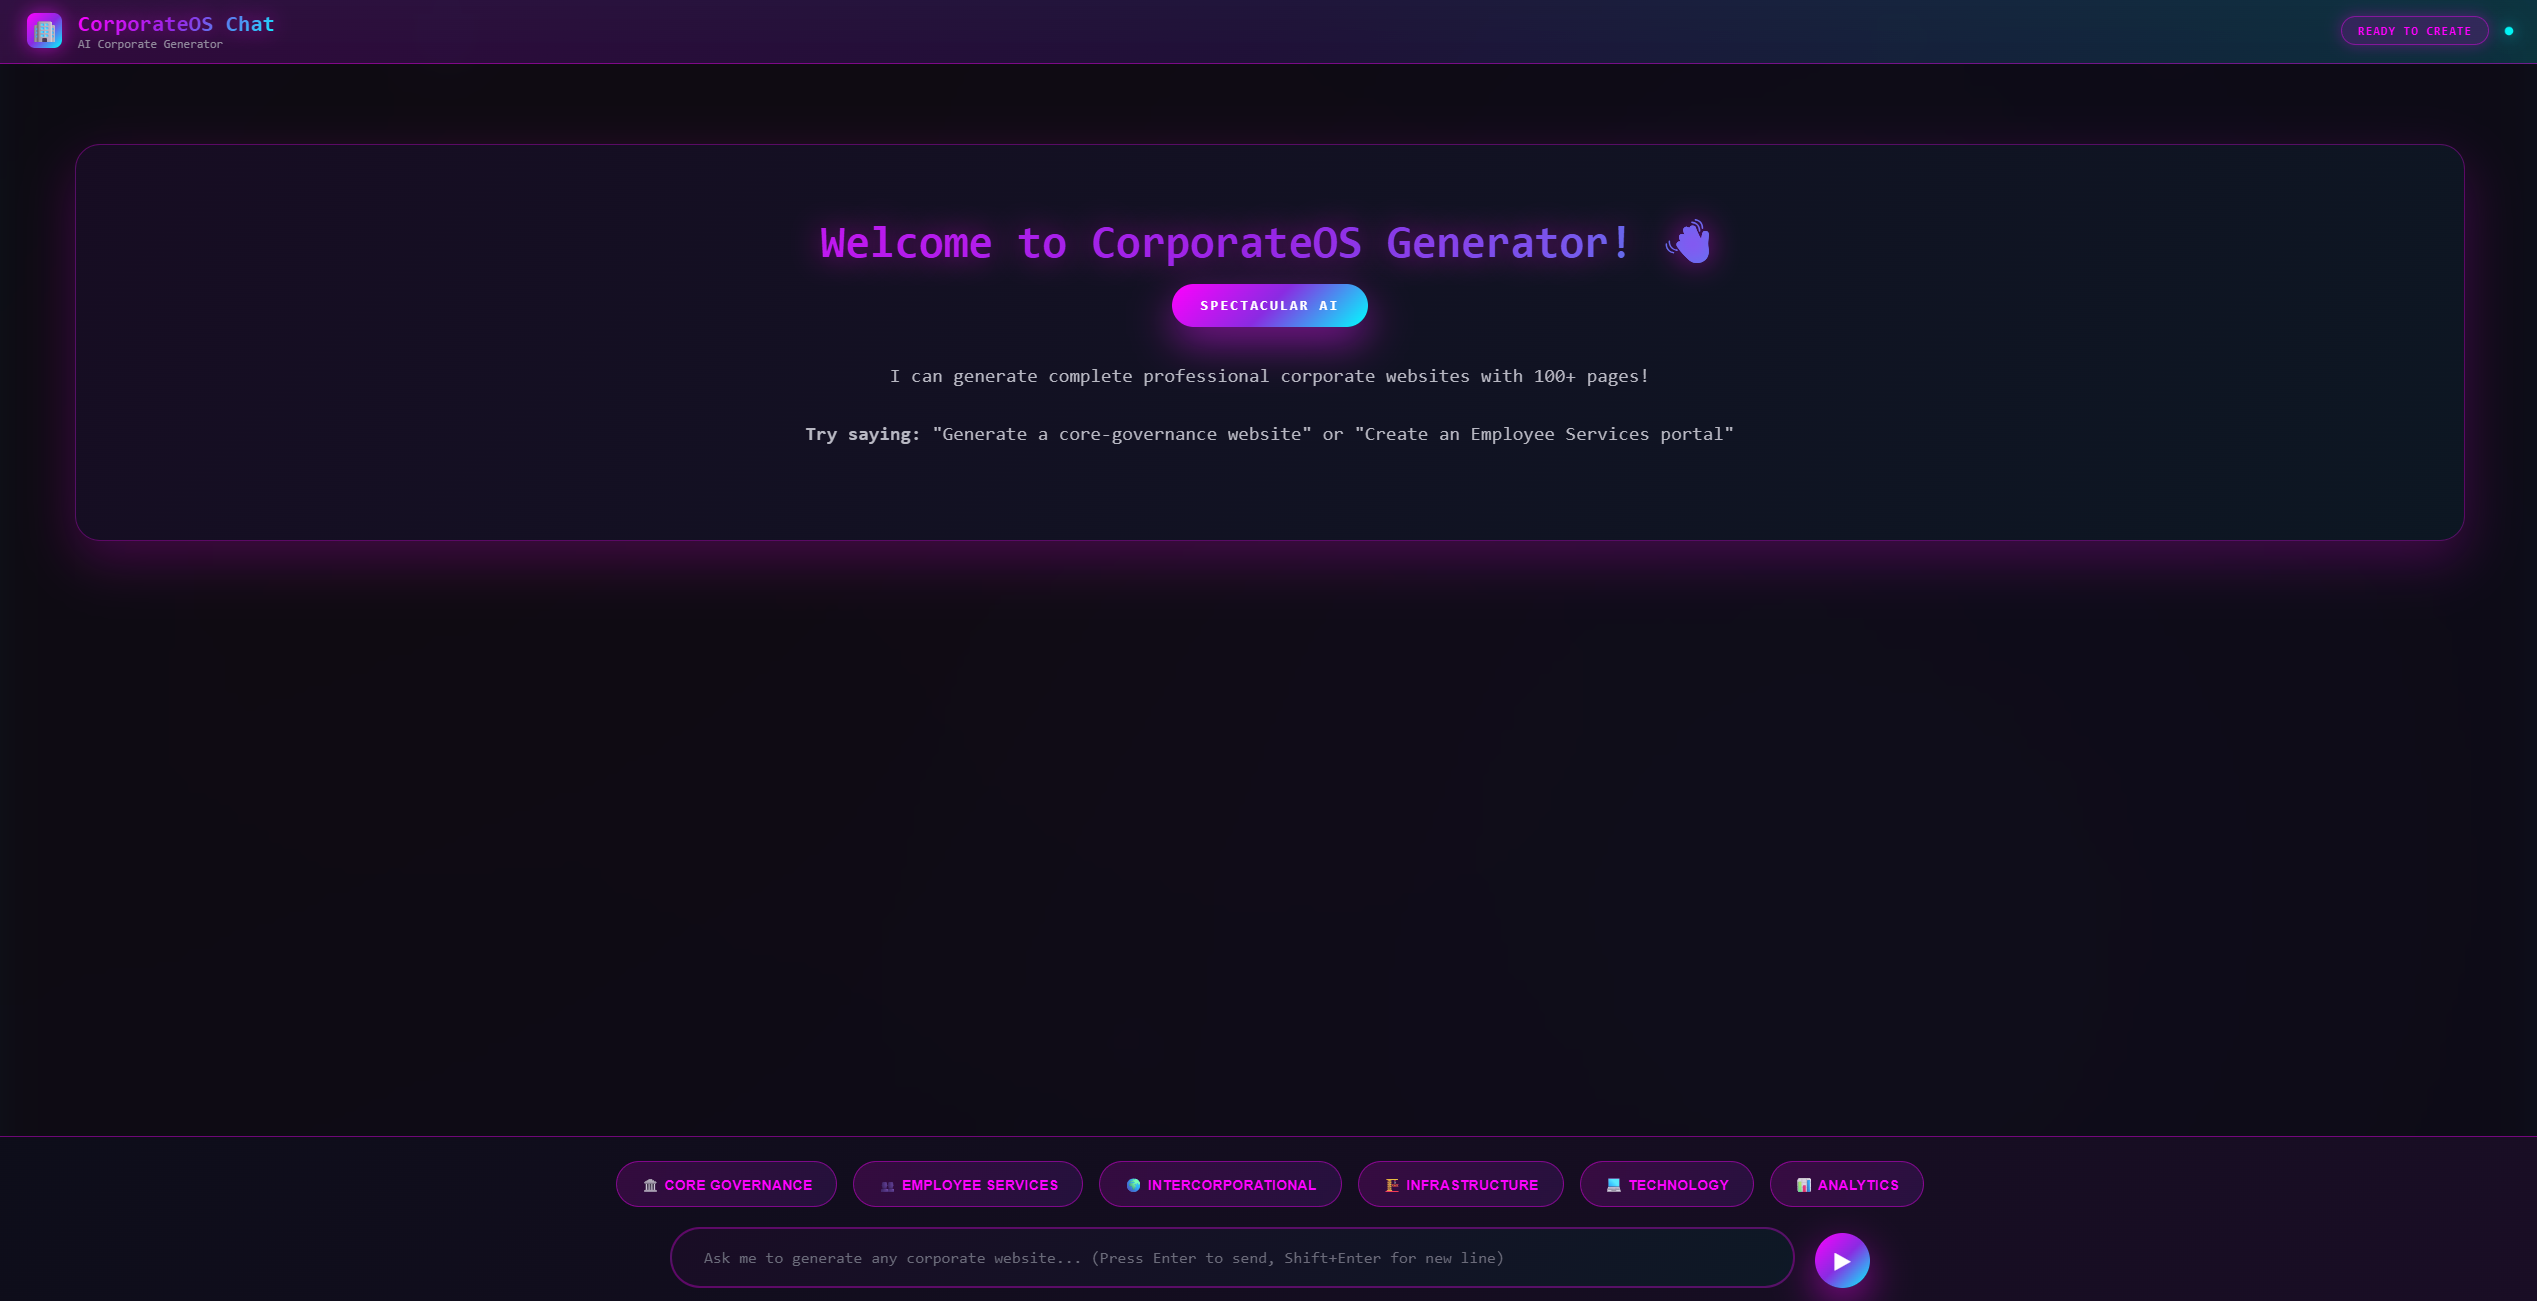 CorporateOS Chat
AI Corporate Generator
READY TO CREATE
Welcome to CorporateOS Generator! 👋
SPECTACULAR AI
I can generate complete professional corporate websites with 100+ pages!
Try saying: "Generate a core-governance website" or "Create an Employee Services portal"
🏛️ CORE GOVERNANCE
👥 EMPLOYEE SERVICES
🌍 INTERCORPORATIONAL
🏗️ INFRASTRUCTURE
💻 TECHNOLOGY
📊 ANALYTICS
Ask me to generate any corporate website... (Press Enter to send, Shift+Enter for new line)